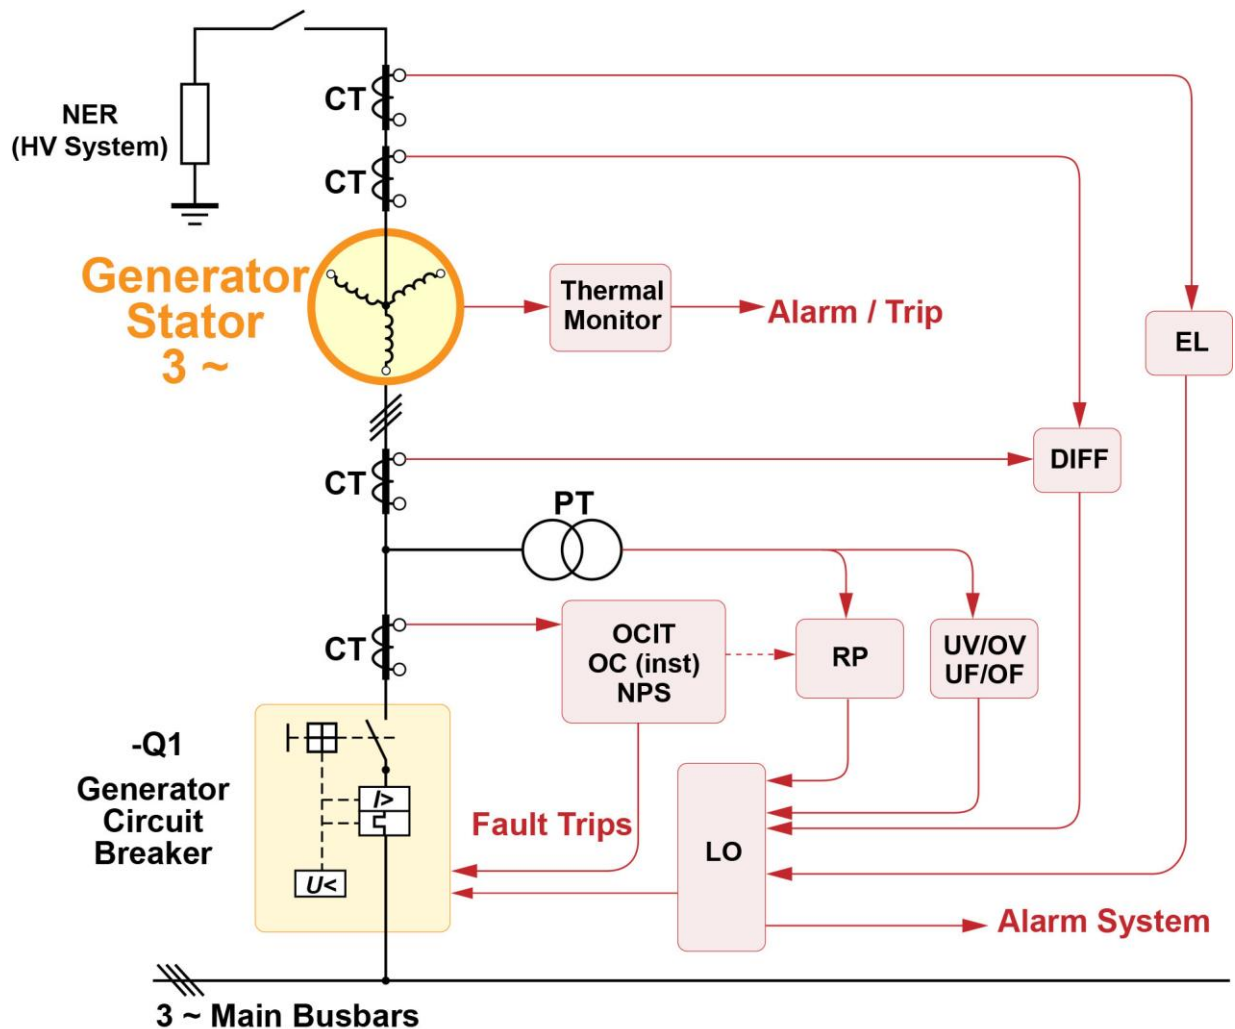 CT
NER
(HV System)
CT
Generator
Stator
3 ~
Thermal
Monitor
Alarm / Trip
EL
DIFF
CT
PT
OCIT
OC (inst)
NPS
RP
UV/OV
UF/OF
CT
-Q1
Generator
Circuit
Breaker
I>
U<
Fault Trips
LO
Alarm System
3 ~ Main Busbars